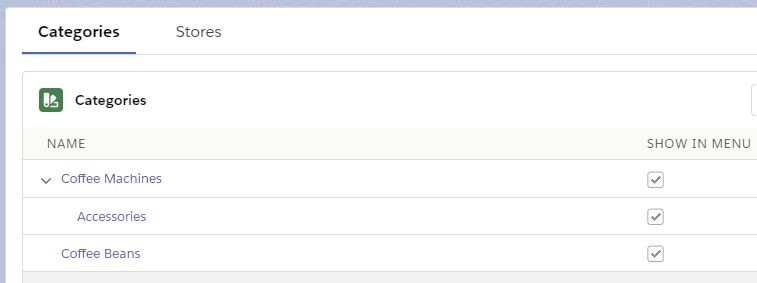 Categories Stores
Categories
NAME SHOW IN MENU
Coffee Machines
Accessories
Coffee Beans